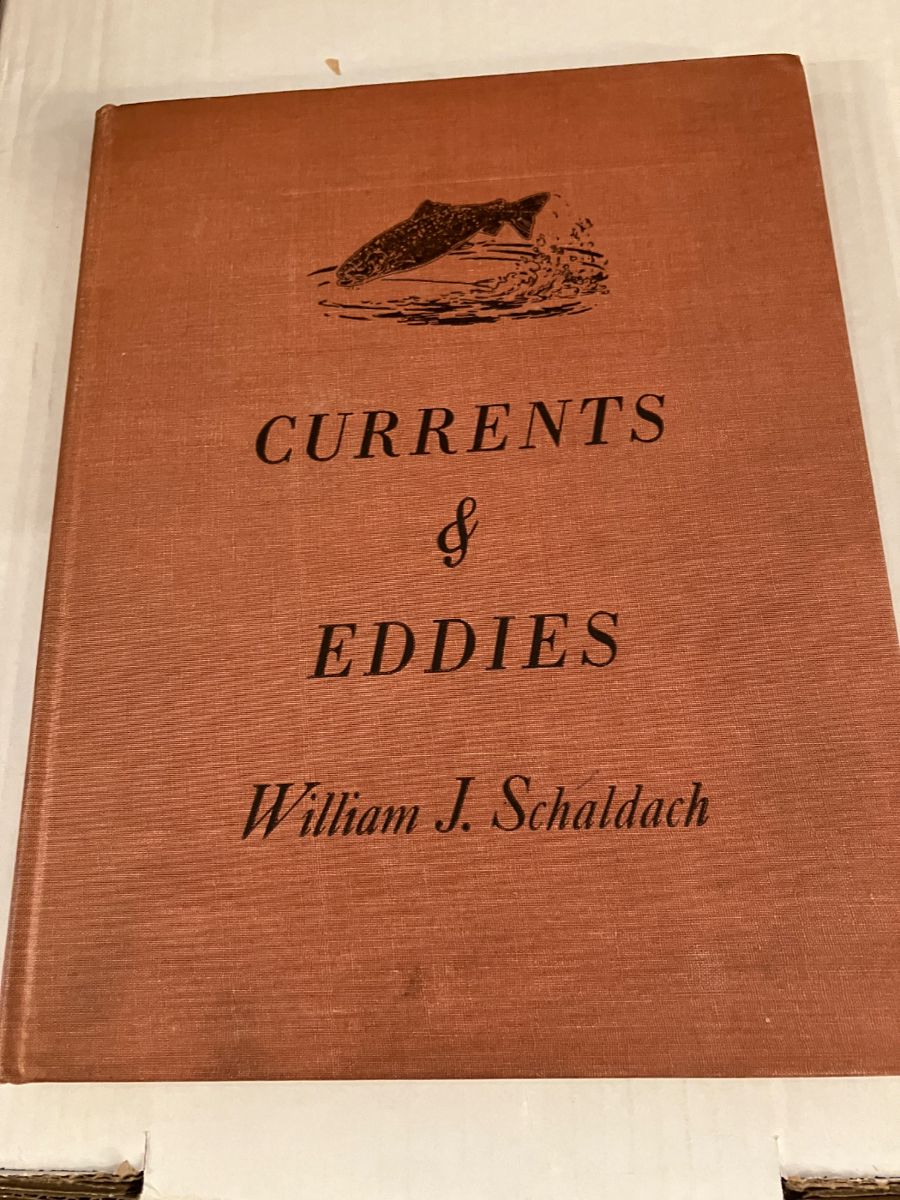 CURRENTS
&
EDDIES
William J. Schaldach